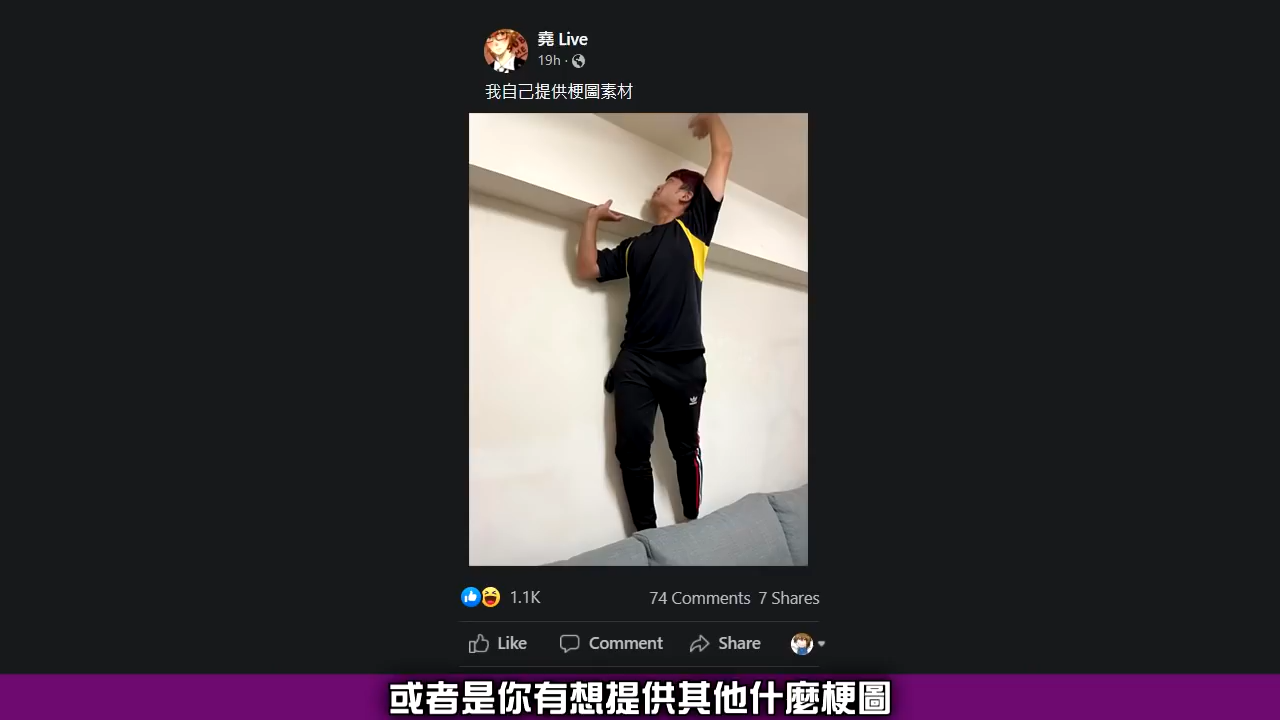 堯 Live
19h ·
我自己提供梗圖素材
1.1K
74 Comments 7 Shares
Like Comment Share
或者是你有想提供其他什麼梗圖